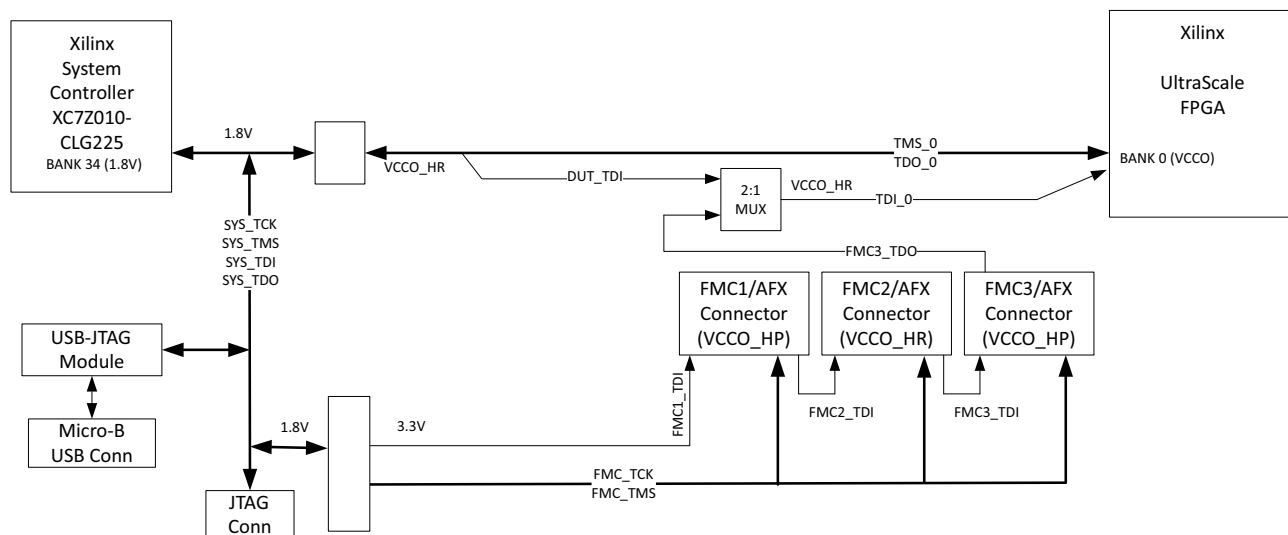 Xilinx
System
Controller
XC7Z010-
CLG225
BANK 34 (1.8V)
1.8V
VCCO_HR
TMS_0
TDO_0
Xilinx
UltraScale
FPGA
BANK 0 (VCCO)
DUT_TDI
2:1
MUX
VCCO_HR
TDI_0
SYS_TCK
SYS_TMS
SYS_TDI
SYS_TDO
FMC3_TDO
FMC1/AFX
Connector
(VCCO_HP)
FMC2/AFX
Connector
(VCCO_HR)
FMC3/AFX
Connector
(VCCO_HP)
USB-JTAG
Module
Micro-B
USB Conn
FMC1_TDI
FMC2_TDI
FMC3_TDI
1.8V
3.3V
FMC_TCK
FMC_TMS
JTAG
Conn